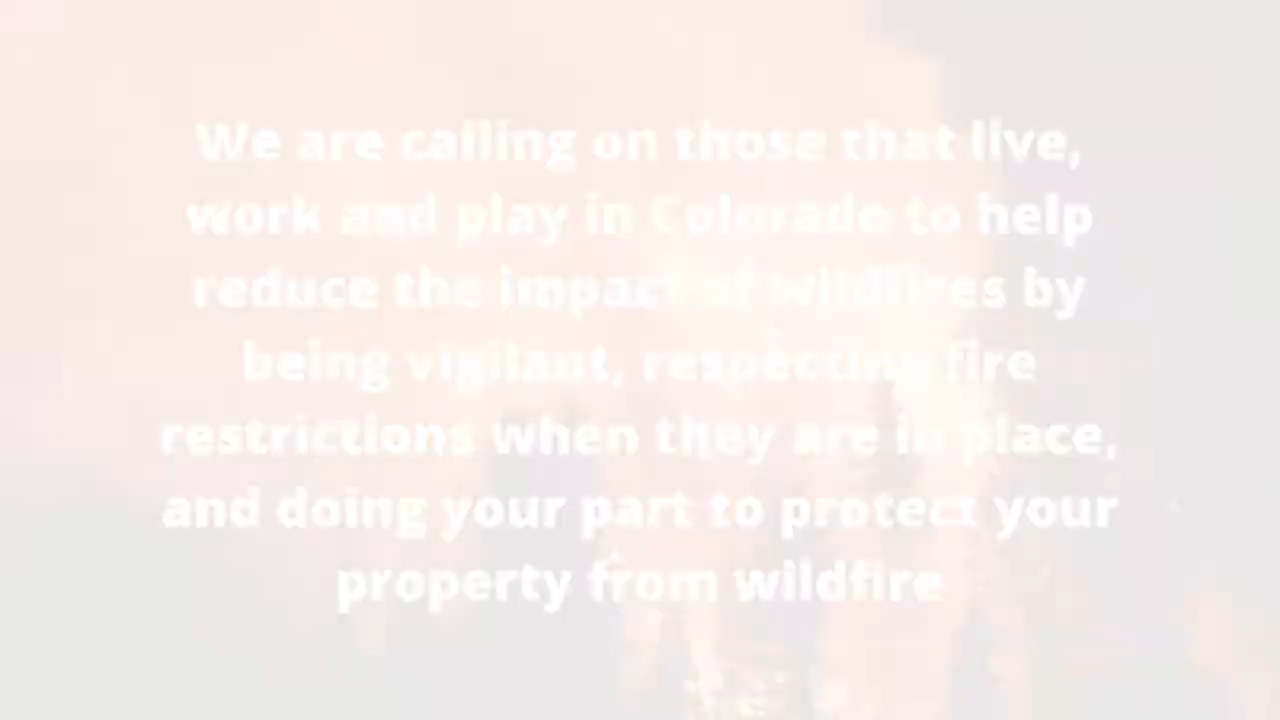 We are calling on those that live,
work and play in Colorado to help
reduce the impact of wildfires by
being vigilant, respecting fire
restrictions when they are in place,
and doing your part to protect your
property from wildfire